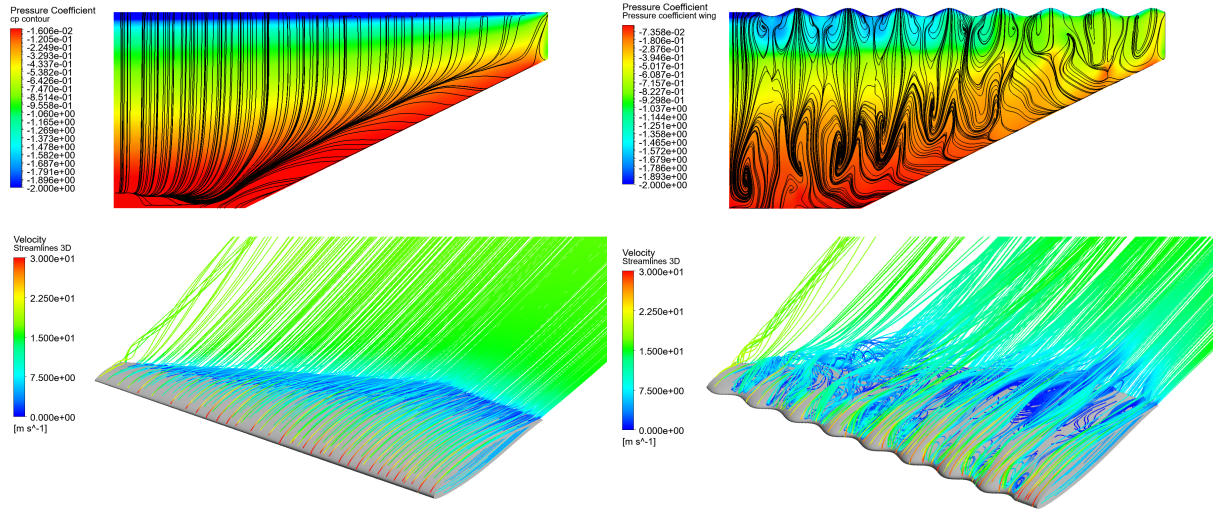 Pressure Coefficient
cp contour
-1.606e-02
-1.205e-01
-2.249e-01
-3.293e-01
-4.337e-01
-5.382e-01
-6.426e-01
-7.470e-01
-8.514e-01
-9.558e-01
-1.060e+00
-1.165e+00
-1.269e+00
-1.373e+00
-1.478e+00
-1.582e+00
-1.687e+00
-1.791e+00
-1.896e+00
-2.000e+00
Pressure Coefficient
Pressure coefficient wing
-7.358e-02
-1.806e-01
-2.876e-01
-3.946e-01
-5.017e-01
-6.087e-01
-7.157e-01
-8.227e-01
-9.298e-01
-1.037e+00
-1.144e+00
-1.251e+00
-1.358e+00
-1.465e+00
-1.572e+00
-1.679e+00
-1.786e+00
-1.893e+00
-2.000e+00
Velocity
Streamlines 3D
3.000e+01
2.250e+01
1.500e+01
7.500e+00
0.000e+00
[m s^-1]
Velocity
Streamlines 3D
3.000e+01
2.250e+01
1.500e+01
7.500e+00
0.000e+00
[m s^-1]